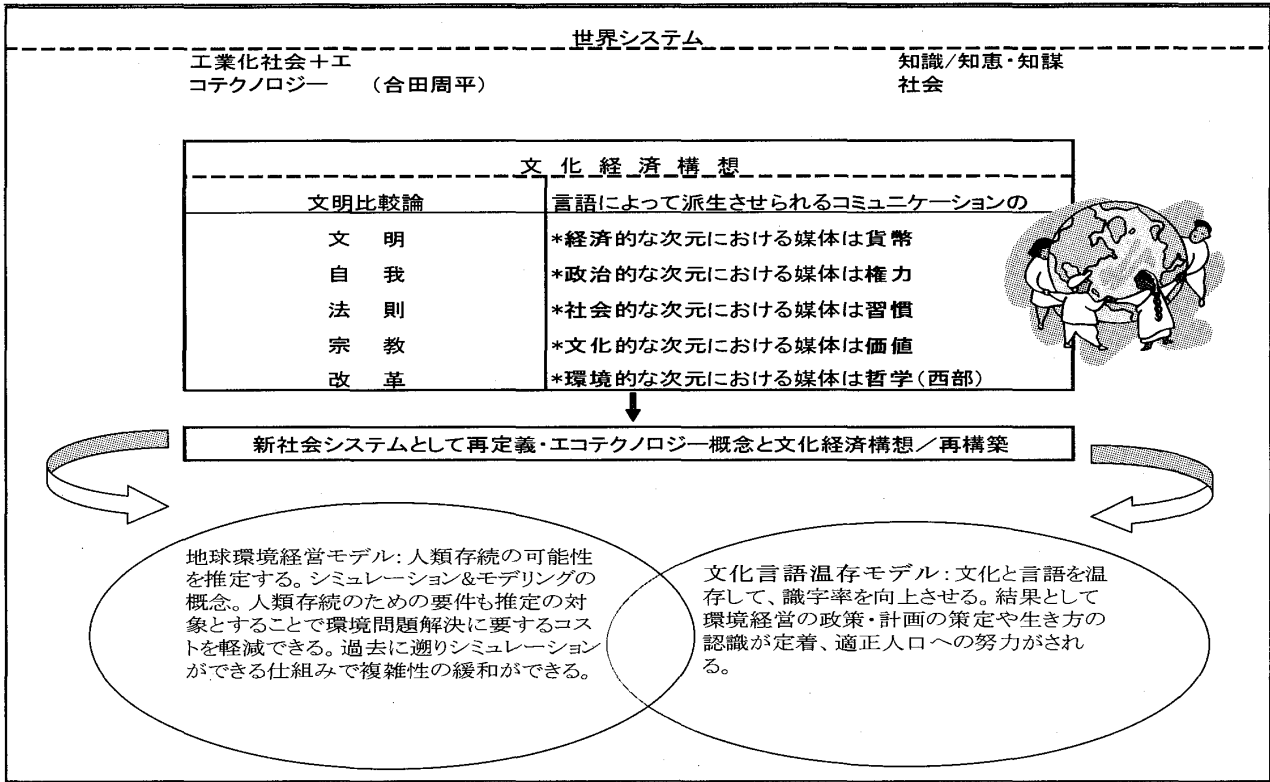 世界システム
工業化社会＋エ
コテクノロジー　（合田周平）
知識/知恵・知謀
社会
文 化 経 済 構 想
文明比較論
言語によって派生させられるコミュニケーションの
文　明
*経済的な次元における媒体は貨幣
自　我
*政治的な次元における媒体は権力
法　則
*社会的な次元における媒体は習慣
宗　教
*文化的な次元における媒体は価値
改　革
*環境的な次元における媒体は哲学（西部）
新社会システムとして再定義・エコテクノロジー概念と文化経済構想／再構築
地球環境経営モデル：人類存続の可能性
を推定する。シミュレーション&モデリングの
概念。人類存続のための要件も推定の対
象とすることで環境問題解決に要するコス
トを軽減できる。過去に遡りシミュレーション
ができる仕組みで複雑性の緩和ができる。
文化言語温存モデル：文化と言語を温
存して、識字率を向上させる。結果として
環境経営の政策・計画の策定や生き方の
認識が定着、適正人口への努力がされ
る。